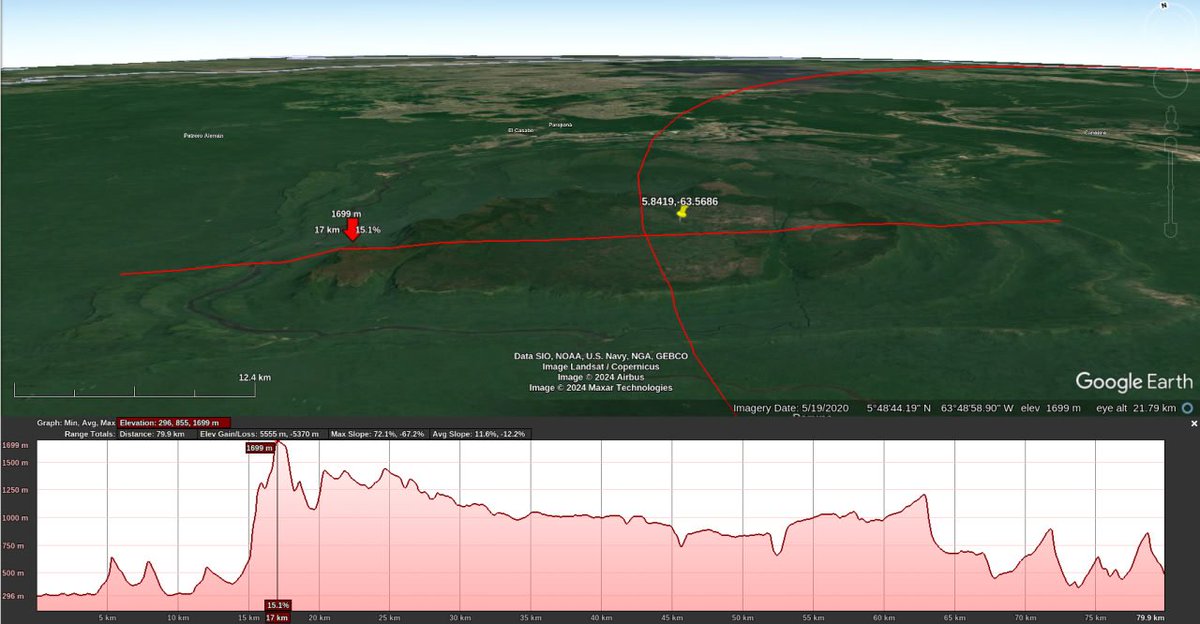 N
Potrero Alemán
El Casabe
Parapana
1699 m
17 km 15.1%
5.8419,-63.5686
12.4 km
Data SIO, NOAA, U.S. Navy, NGA, GEBCO
Image Landsat / Copernicus
Image © 2024 Airbus
Image © 2024 Maxar Technologies
Google Earth
Imagery Date: 5/19/2020 5°48'44.19" N 63°48'58.90" W elev 1699 m eye alt 21.79 km
Graph: Min, Avg, Max Elevation: 296, 855, 1699 m
Range Totals: Distance: 79.9 km Elev Gain/Loss: 5555 m, -5370 m Max Slope: 72.1%, -67.2% Avg Slope: 11.6%, -12.2%
1699 m
1699 m
1500 m
1250 m
1000 m
750 m
500 m
296 m
15.1%
5 km 10 km 15 km 17 km 20 km 25 km 30 km 35 km 40 km 45 km 50 km 55 km 60 km 65 km 70 km 75 km 79.9 km